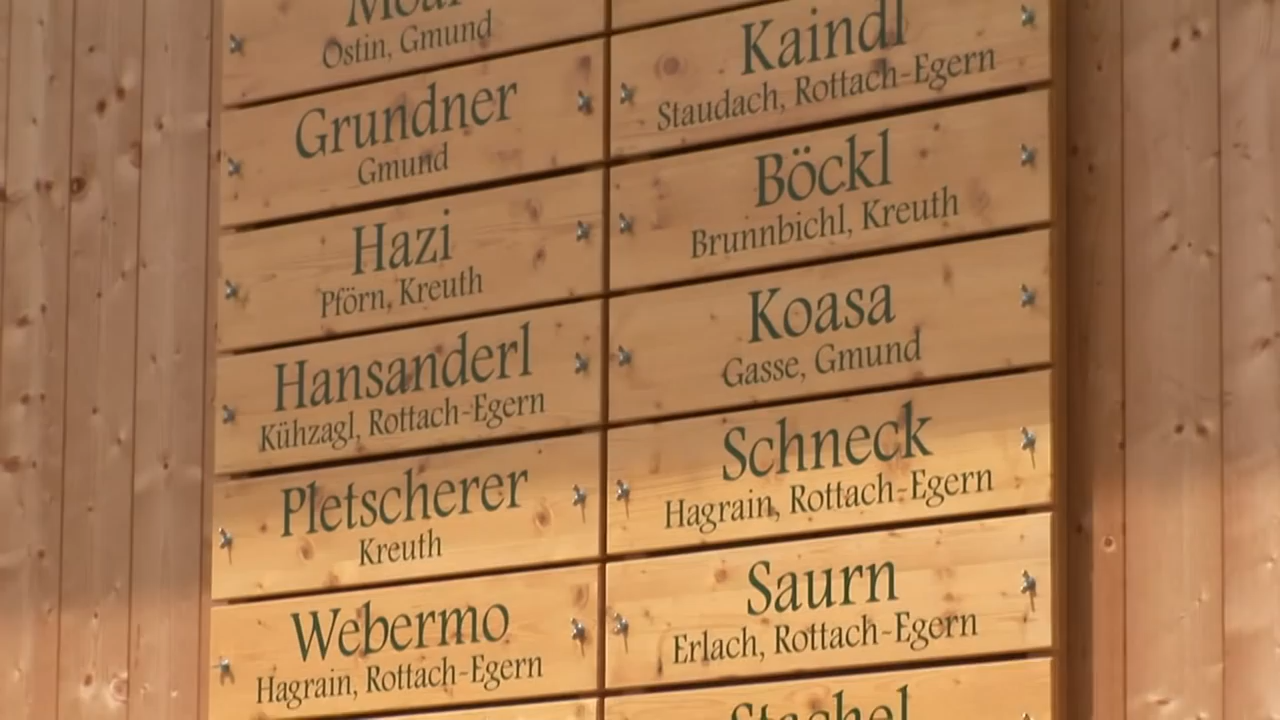 Ostin, Gmund
Grundner
Gmund
Hazi
Pförn, Kreuth
Hansanderl
Kühzagl, Rottach-Egern
Pletscherer
Kreuth
Webermo
Hagrain, Rottach-Egern
Kaindl
Staudach, Rottach-Egern
Böckl
Brunnbichl, Kreuth
Koasa
Gasse, Gmund
Schneck
Hagrain, Rottach-Egern
Saurn
Erlach, Rottach-Egern